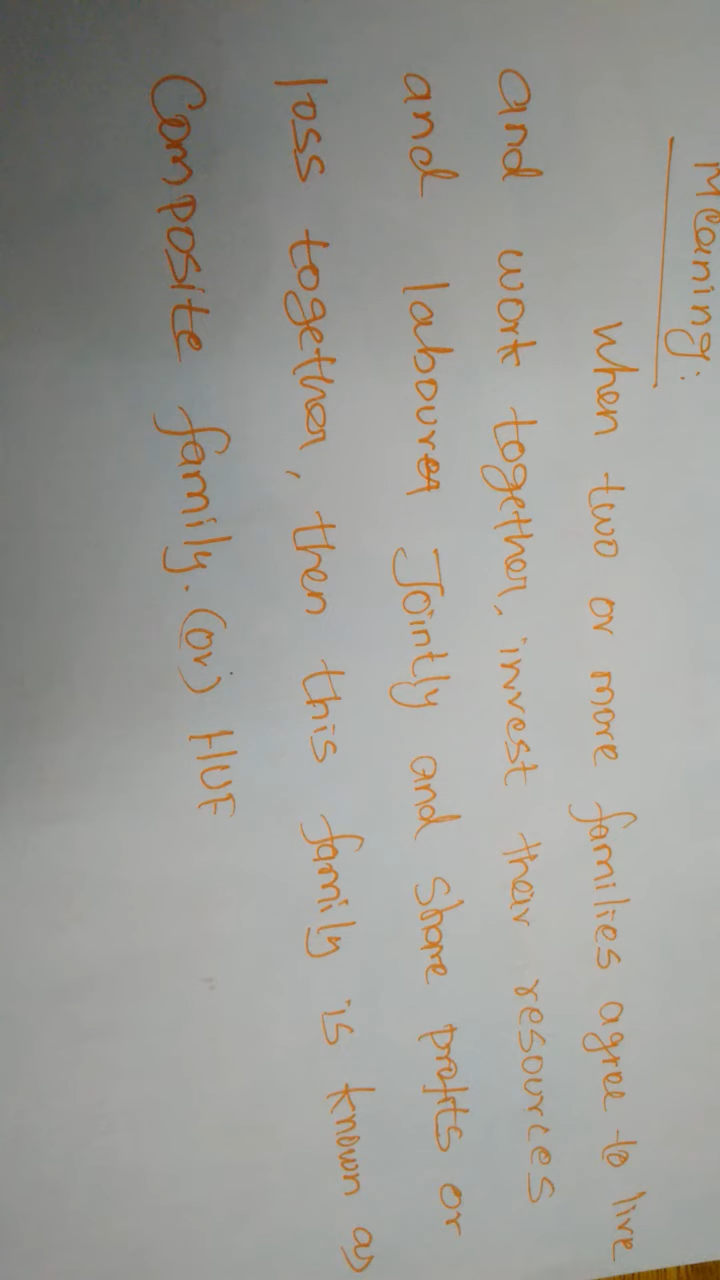 Meaning:
When two or more families agree to live
and work together, invest their resources
and labourer Jointly and share profits or
loss together, then this family is known as
Composite family. (or) HUF